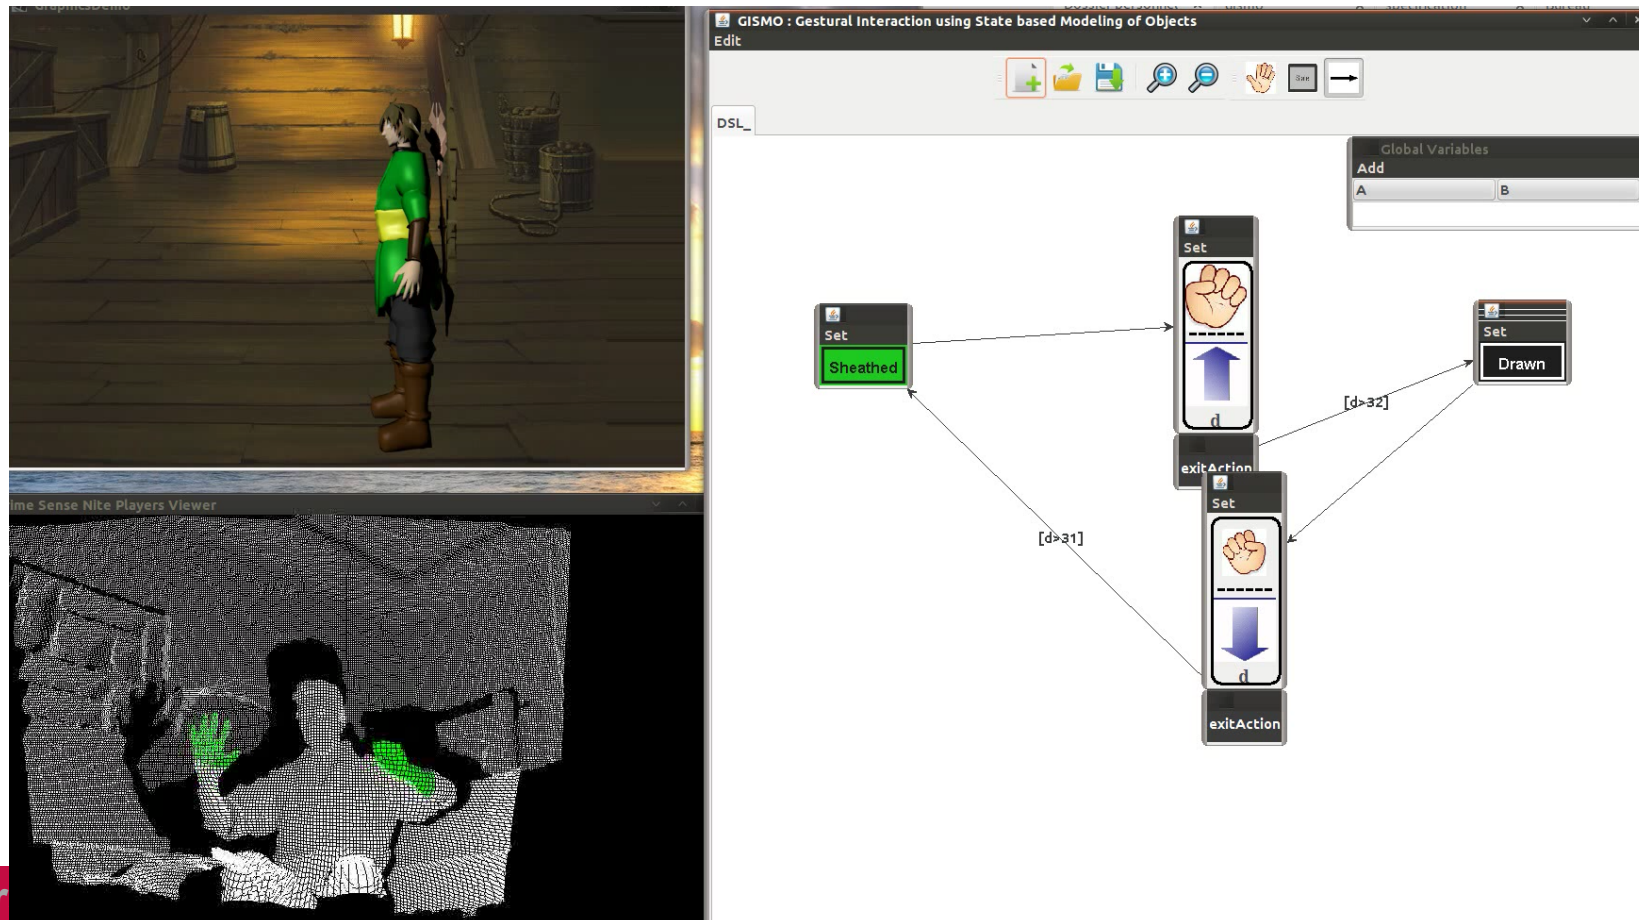 GraphicsDemo
GISMO : Gestural Interaction using State based Modeling of Objects
Edit
DSL_
Global Variables
Add
A B
Set
Sheathed
Set
d
exitAction
Set
Drawn
[d>32]
[d>31]
Set
d
exitAction
ime Sense Nite Players Viewer